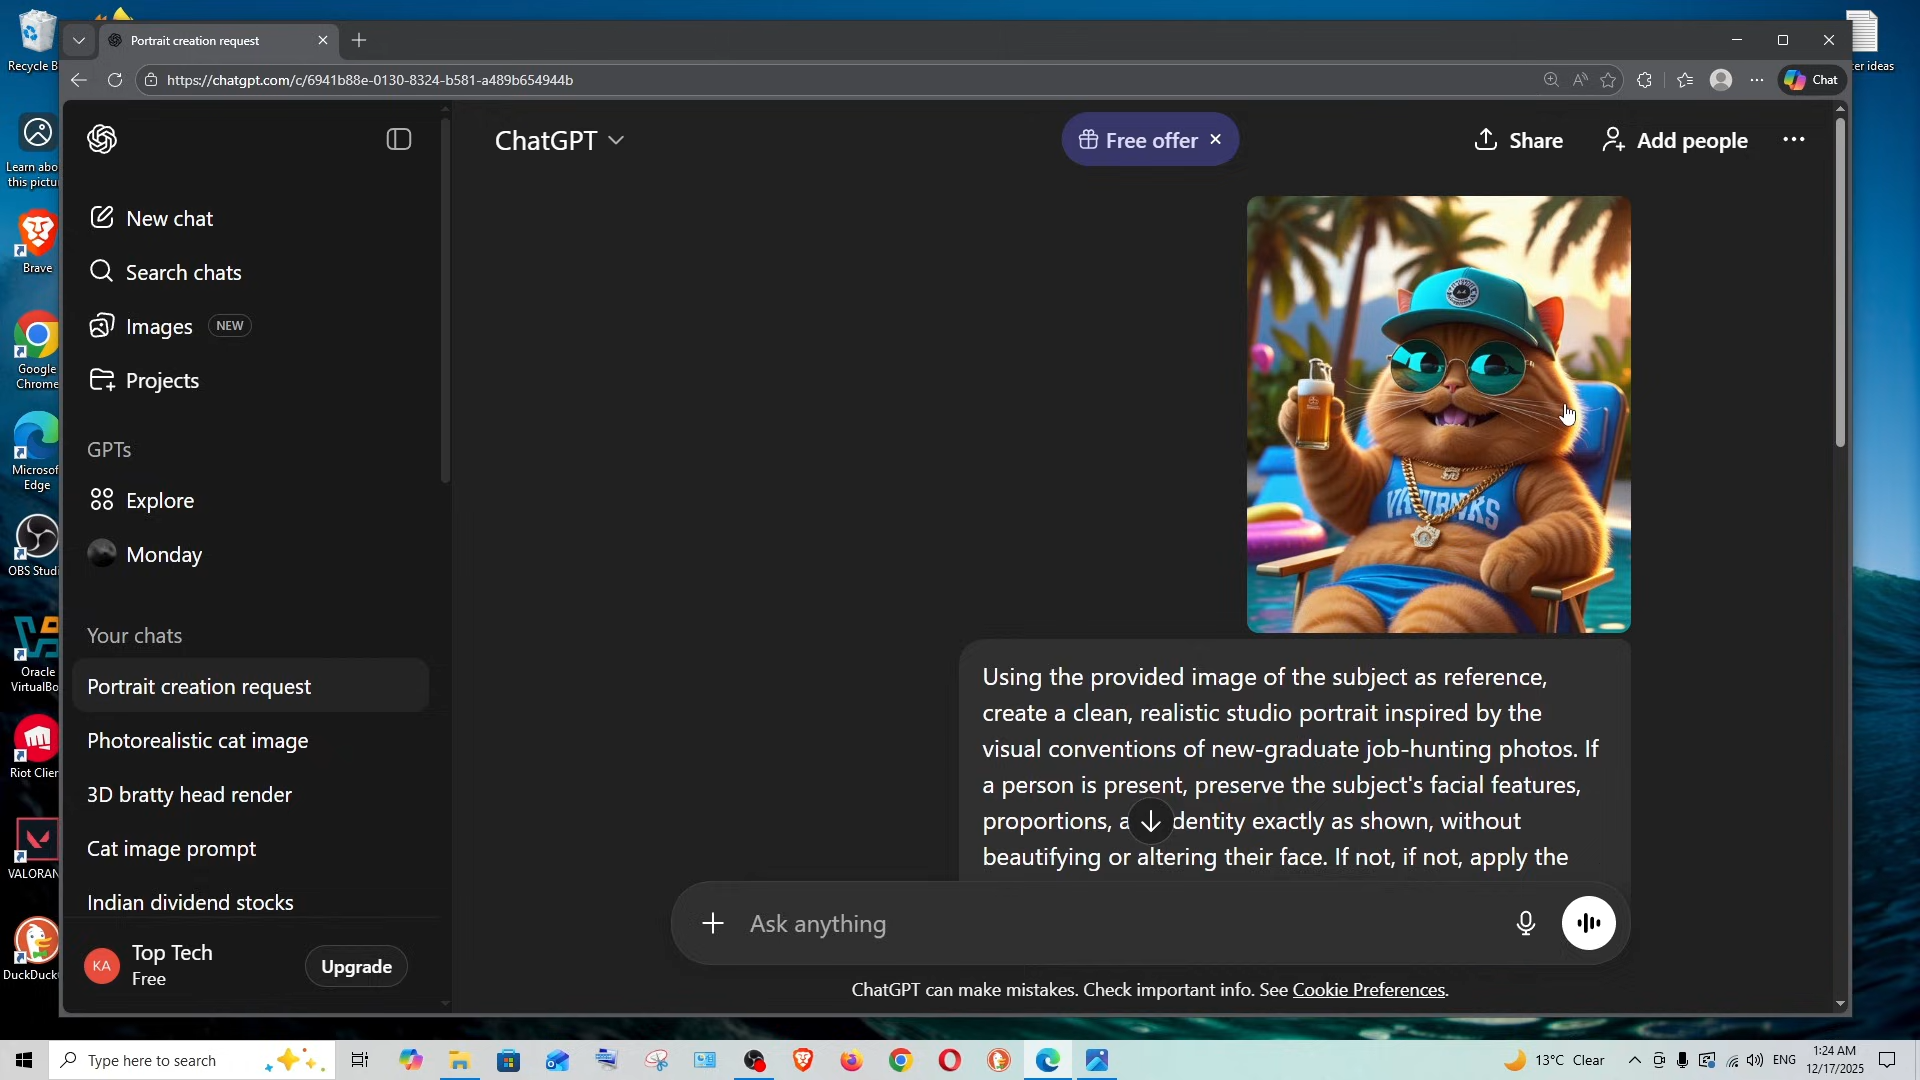 Recycle B
Portrait creation request
er ideas
https://chatgpt.com/c/6941b88e-0130-8324-b581-a489b654944b
Chat
Learn abo
this pictu
ChatGPT
Free offer
Share
Add people
New chat
Search chats
Images NEW
Projects
GPTs
Explore
Monday
Your chats
Portrait creation request
Photorealistic cat image
3D bratty head render
Cat image prompt
Indian dividend stocks
KA
Top Tech
Free
Upgrade
Brave
Google
Chrome
Microsof
Edge
OBS Studi
Oracle
VirtualBo
Riot Clien
VALORAN
DuckDuck
Using the provided image of the subject as reference,
create a clean, realistic studio portrait inspired by the
visual conventions of new-graduate job-hunting photos. If
a person is present, preserve the subject's facial features,
proportions, a dentity exactly as shown, without
beautifying or altering their face. If not, if not, apply the
Ask anything
ChatGPT can make mistakes. Check important info. See Cookie Preferences.
Type here to search
13°C Clear
ENG
1:24 AM
12/17/2025